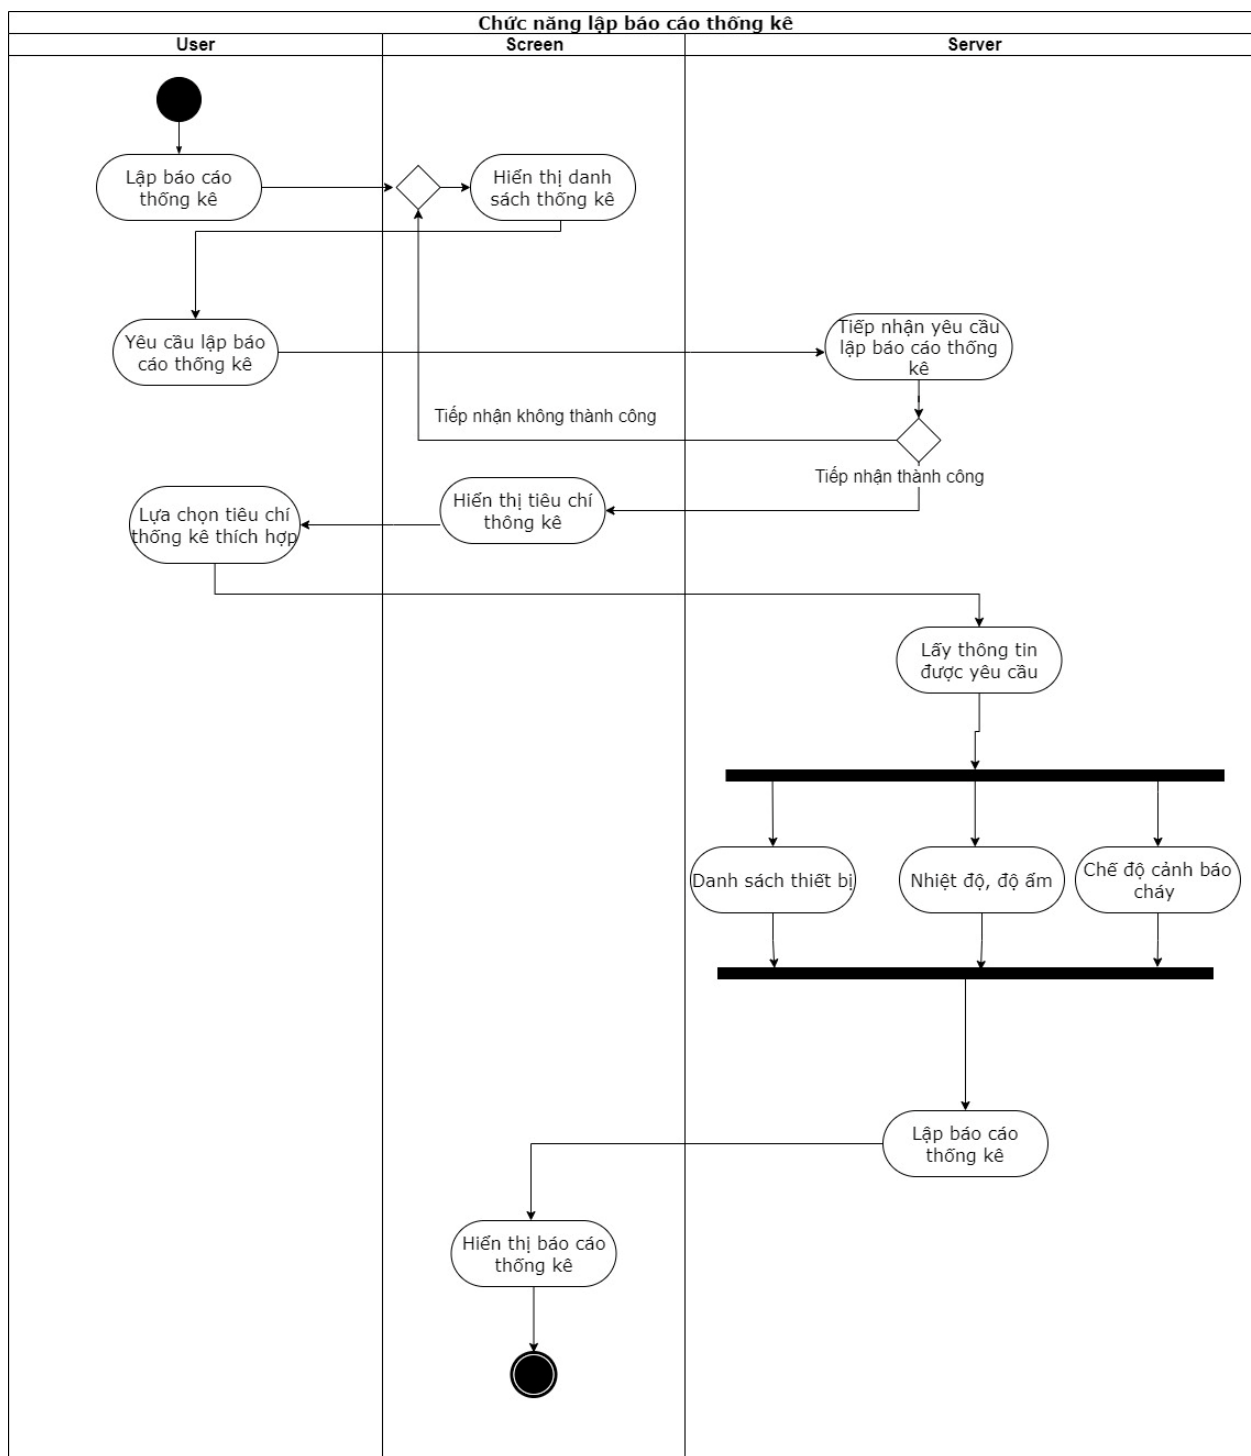 Chức năng lập báo cáo thống kê
User
Screen
Server
Lập báo cáo
thống kê
Hiển thị danh
sách thống kê
Yêu cầu lập báo
cáo thống kê
Tiếp nhận yêu cầu
lập báo cáo thống
kê
Tiếp nhận không thành công
Tiếp nhận thành công
Hiển thị tiêu chí
thông kê
Lựa chọn tiêu chí
thống kê thích hợp
Lấy thông tin
được yêu cầu
Danh sách thiết bị
Nhiệt độ, độ ẩm
Chế độ cảnh báo
cháy
Lập báo cáo
thống kê
Hiển thị báo cáo
thống kê